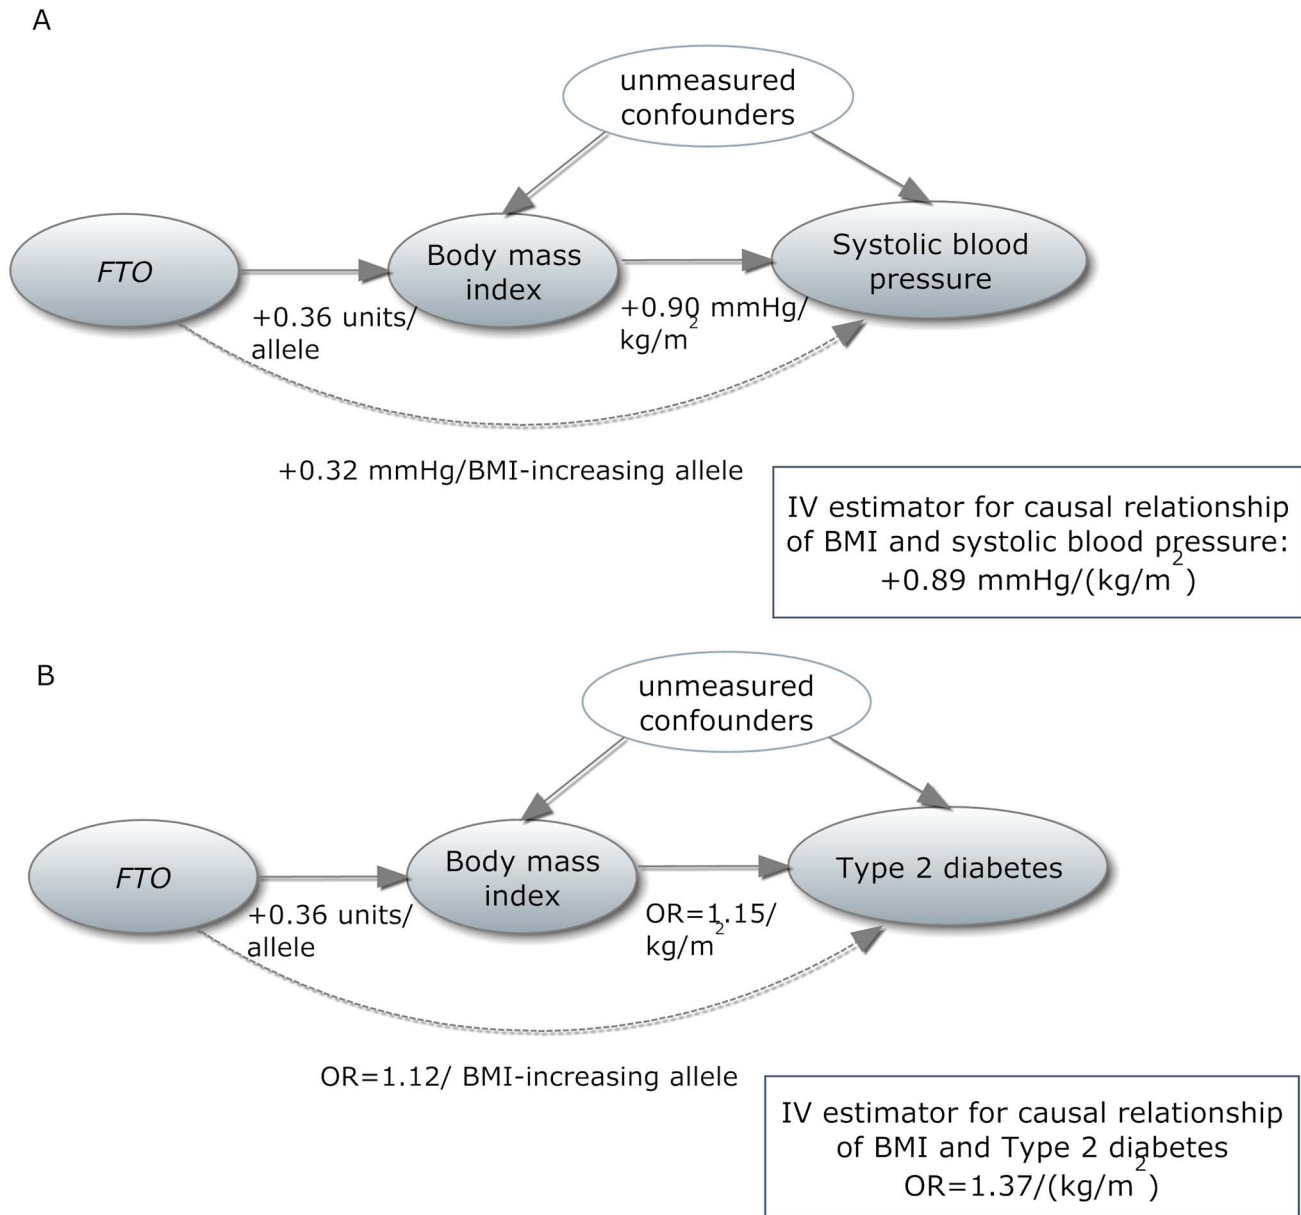 A
unmeasured
confounders
FTO
Body mass
index
Systolic blood
pressure
+0.36 units/
allele
+0.90 mmHg/
kg/m²
+0.32 mmHg/BMI-increasing allele
IV estimator for causal relationship
of BMI and systolic blood pressure:
+0.89 mmHg/(kg/m²)
B
unmeasured
confounders
FTO
Body mass
index
Type 2 diabetes
+0.36 units/
allele
OR=1.15/
kg/m²
OR=1.12/ BMI-increasing allele
IV estimator for causal relationship
of BMI and Type 2 diabetes
OR=1.37/(kg/m²)